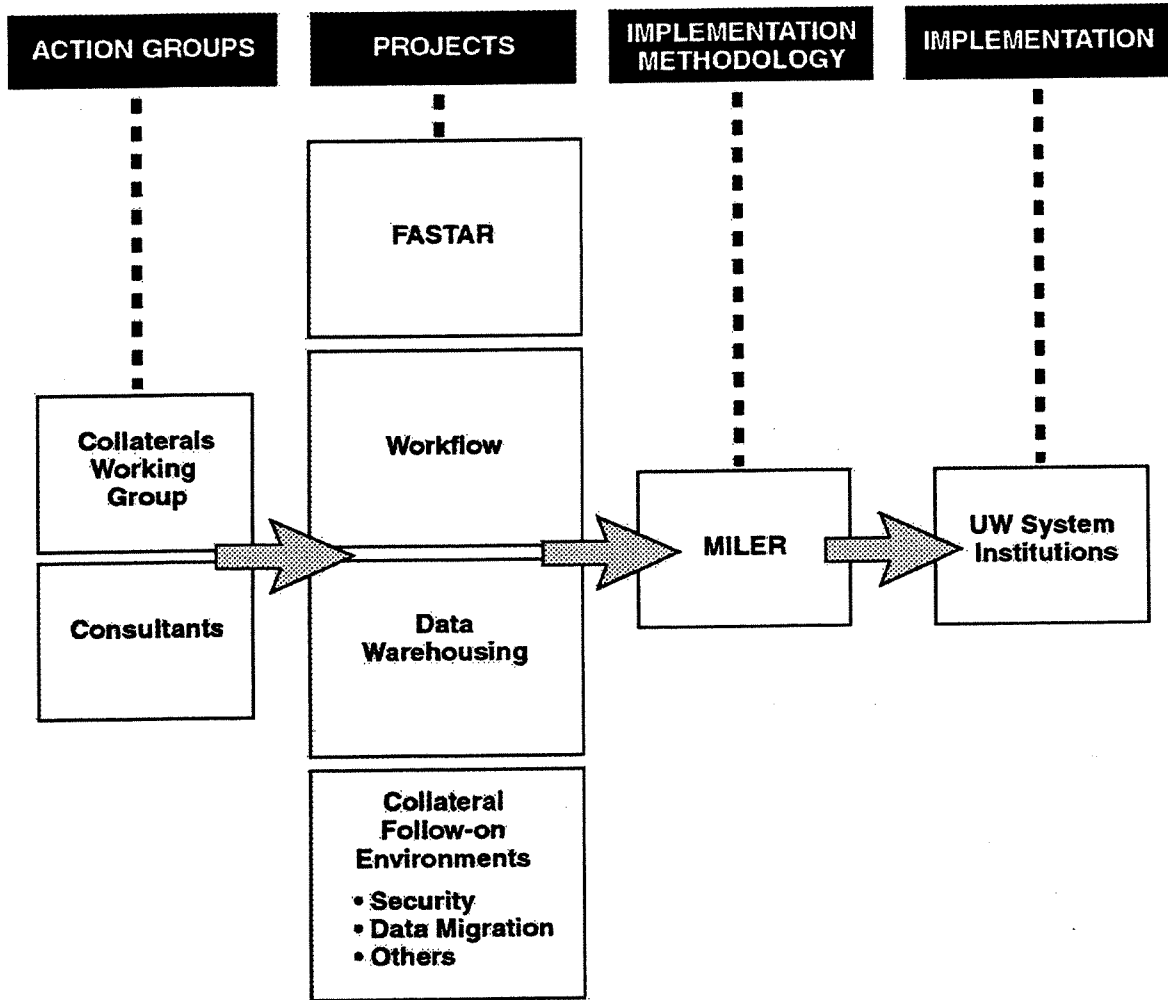 ACTION GROUPS
PROJECTS
IMPLEMENTATION
METHODOLOGY
IMPLEMENTATION
FASTAR
Collaterals
Working
Group
Workflow
MILER
UW System
Institutions
Consultants
Data
Warehousing
Collateral
Follow-on
Environments
• Security
• Data Migration
• Others